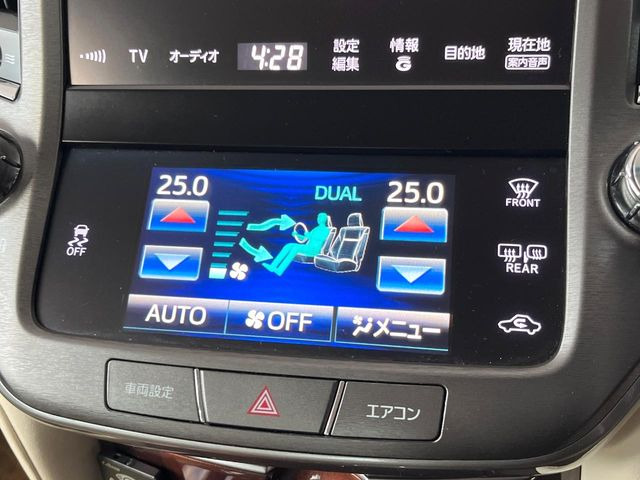 TV オーディオ 4:28 設定 編集 情報 G 目的地 現在地 案内音声
25.0 DUAL 25.0
FRONT
OFF
REAR
AUTO OFF メニュー
車両設定 エアコン